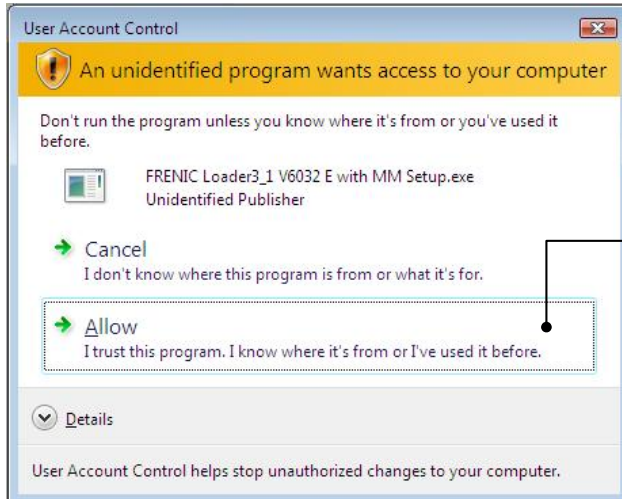 User Account Control
An unidentified program wants access to your computer
Don't run the program unless you know where it's from or you've used it
before.
FRENIC Loader3_1 V6032 E with MM Setup.exe
Unidentified Publisher
Cancel
I don't know where this program is from or what it's for.
Allow
I trust this program. I know where it's from or I've used it before.
Details
User Account Control helps stop unauthorized changes to your computer.